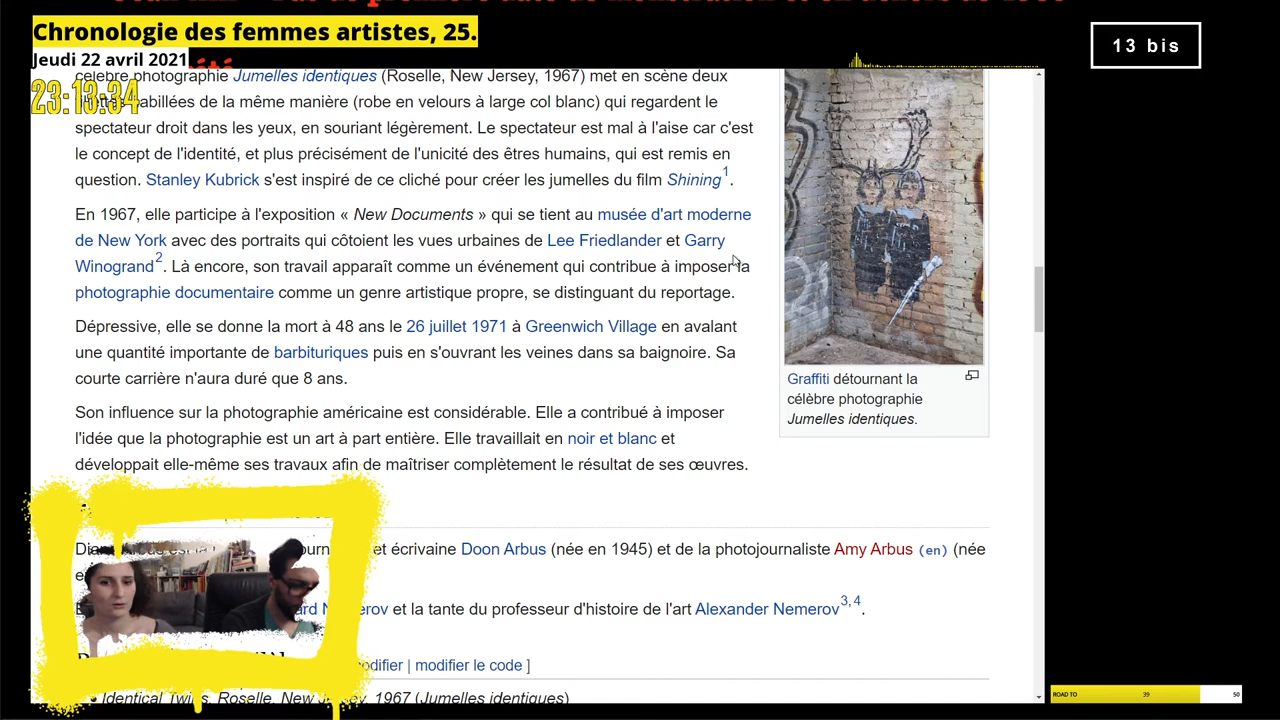 Chronologie des femmes artistes, 25.
Jeudi 22 avril 2021
23:13:34
13 bis
célèbre photographie Jumelles identiques (Roselle, New Jersey, 1967) met en scène deux
habillées de la même manière (robe en velours à large col blanc) qui regardent le
spectateur droit dans les yeux, en souriant légèrement. Le spectateur est mal à l'aise car c'est
le concept de l'identité, et plus précisément de l'unicité des êtres humains, qui est remis en
question. Stanley Kubrick s'est inspiré de ce cliché pour créer les jumelles du film Shining1.
En 1967, elle participe à l'exposition « New Documents » qui se tient au musée d'art moderne
de New York avec des portraits qui côtoient les vues urbaines de Lee Friedlander et Garry
Winogrand2. Là encore, son travail apparaît comme un événement qui contribue à imposer la
photographie documentaire comme un genre artistique propre, se distinguant du reportage.
Dépressive, elle se donne la mort à 48 ans le 26 juillet 1971 à Greenwich Village en avalant
une quantité importante de barbituriques puis en s'ouvrant les veines dans sa baignoire. Sa
courte carrière n'aura duré que 8 ans.
Son influence sur la photographie américaine est considérable. Elle a contribué à imposer
l'idée que la photographie est un art à part entière. Elle travaillait en noir et blanc et
développait elle-même ses travaux afin de maîtriser complètement le résultat de ses œuvres.
Graffiti détournant la
célèbre photographie
Jumelles identiques.
et écrivaine Doon Arbus (née en 1945) et de la photojournaliste Amy Arbus (en) (née
et la tante du professeur d'histoire de l'art Alexander Nemerov3, 4.
modifier | modifier le code ]
Identical Twins, Roselle, New Jersey, 1967 (Jumelles identiques)
ROAD TO 39 50